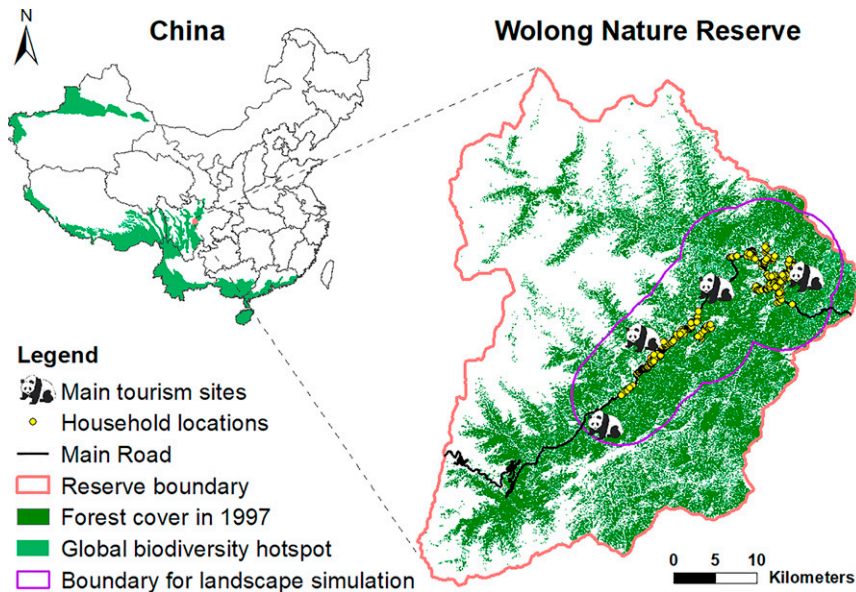 N
China
Wolong Nature Reserve
Legend
Main tourism sites
Household locations
Main Road
Reserve boundary
Forest cover in 1997
Global biodiversity hotspot
Boundary for landscape simulation
0 5 10
Kilometers